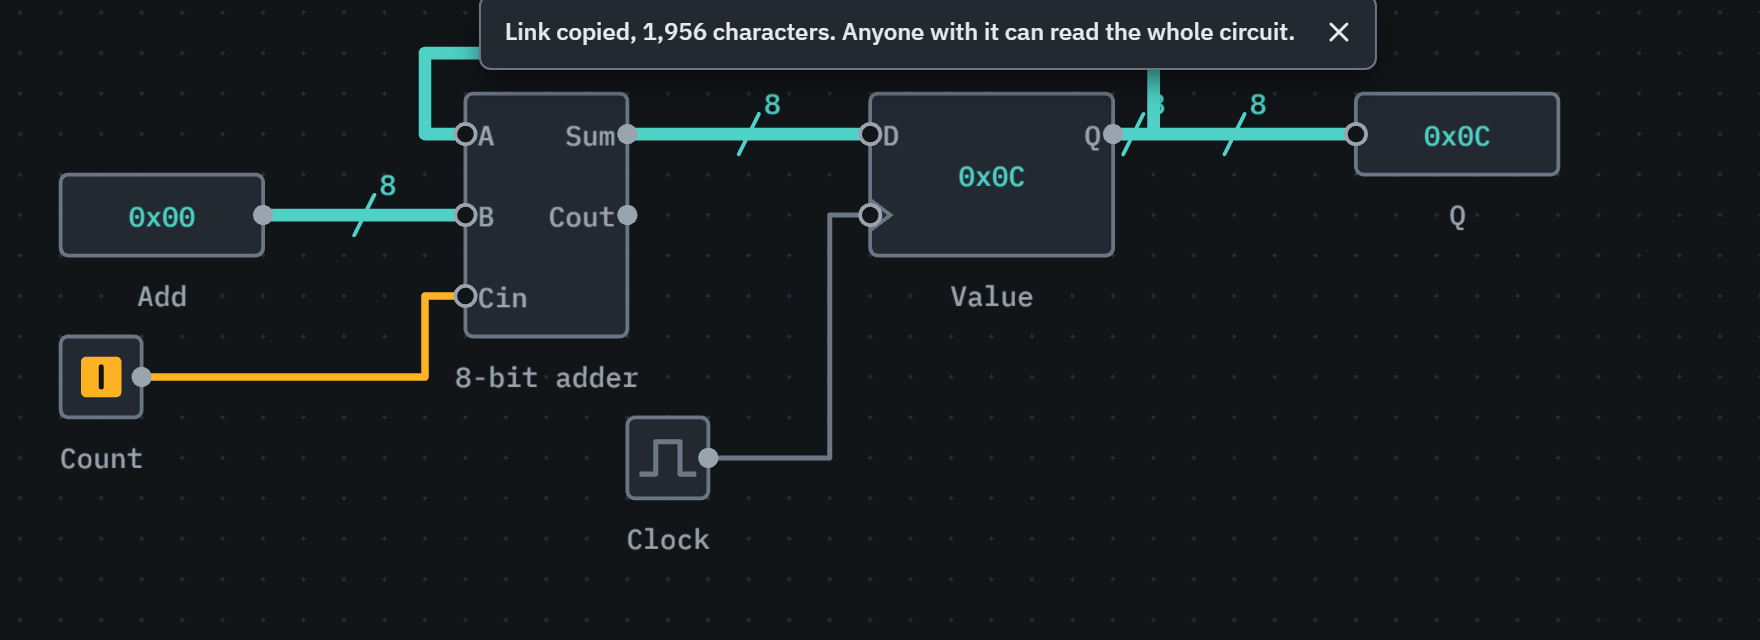 Link copied, 1,956 characters. Anyone with it can read the whole circuit.
8
8
8
A
Sum
D
Q
0x0C
0x0C
8
0x00
B
Cout
Q
Add
Cin
Value
8-bit adder
Count
Clock